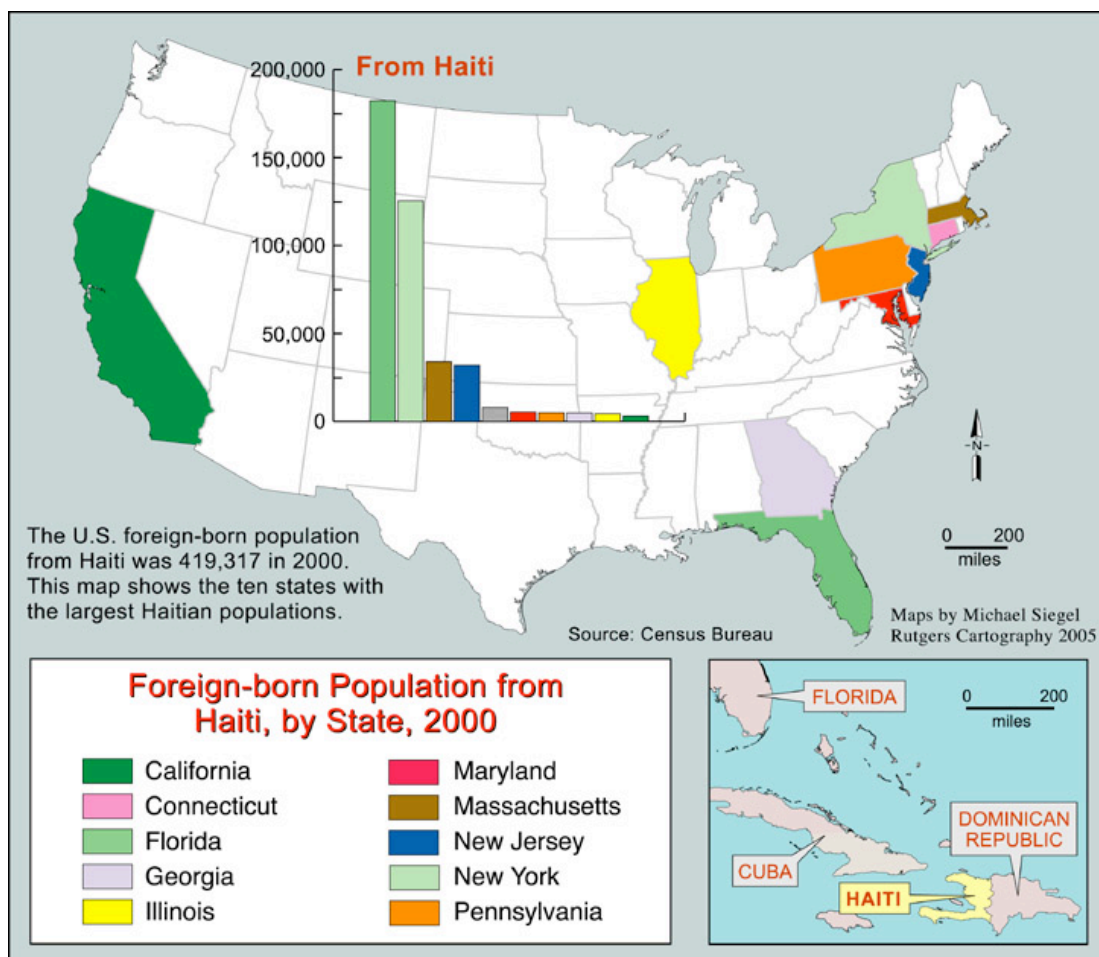 From Haiti
200,000
150,000
100,000
50,000
0
-N-
0 200
miles
The U.S. foreign-born population
from Haiti was 419,317 in 2000.
This map shows the ten states with
the largest Haitian populations.
Source: Census Bureau
Maps by Michael Siegel
Rutgers Cartography 2005
Foreign-born Population from
Haiti, by State, 2000
California
Connecticut
Florida
Georgia
Illinois
Maryland
Massachusetts
New Jersey
New York
Pennsylvania
FLORIDA
0 200
miles
DOMINICAN
REPUBLIC
CUBA
HAITI